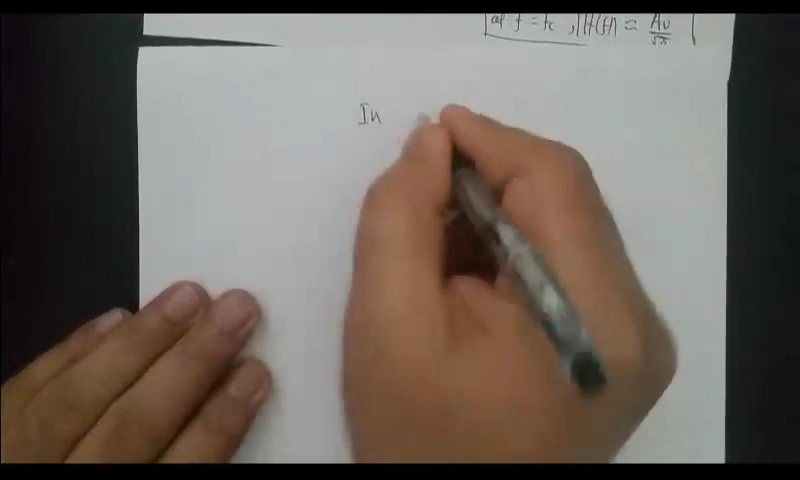 at f = fc , |H(f)| = Av/√2
In